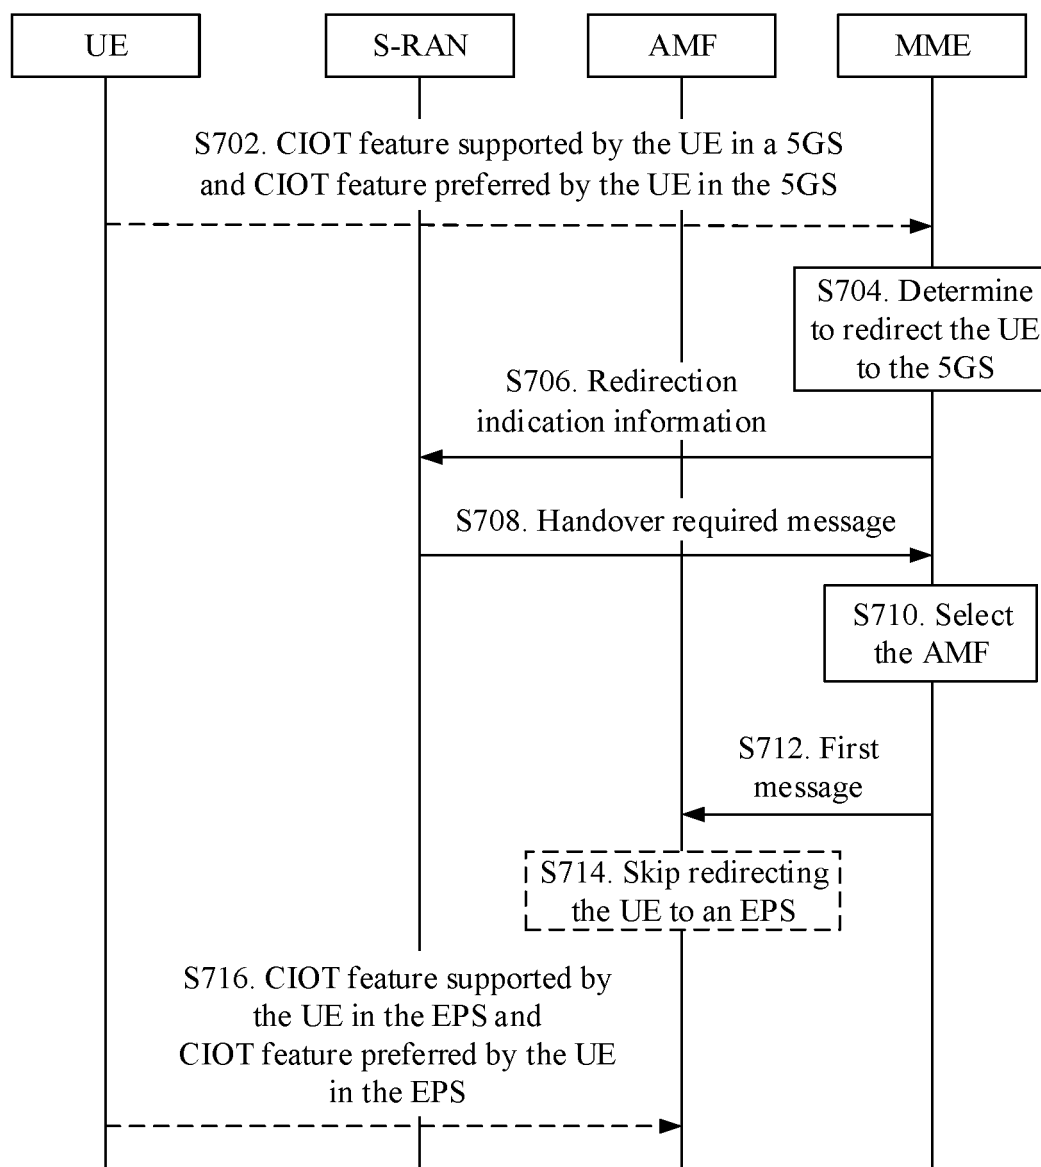 UE
S-RAN
AMF
MME
S702. CIOT feature supported by the UE in a 5GS
and CIOT feature preferred by the UE in the 5GS
S704. Determine
to redirect the UE
to the 5GS
S706. Redirection
indication information
S708. Handover required message
S710. Select
the AMF
S712. First
message
S714. Skip redirecting
the UE to an EPS
S716. CIOT feature supported by
the UE in the EPS and
CIOT feature preferred by the UE
in the EPS